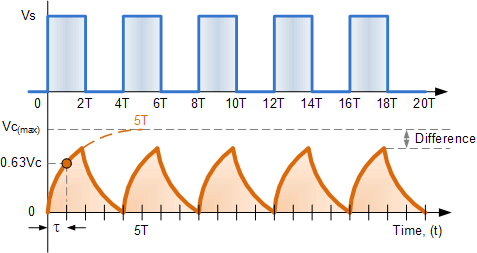 Vs
0 2T 4T 6T 8T 10T 12T 14T 16T 18T 20T
Vc(max)
5T
Difference
0.63Vc
0
τ 5T Time, (t)